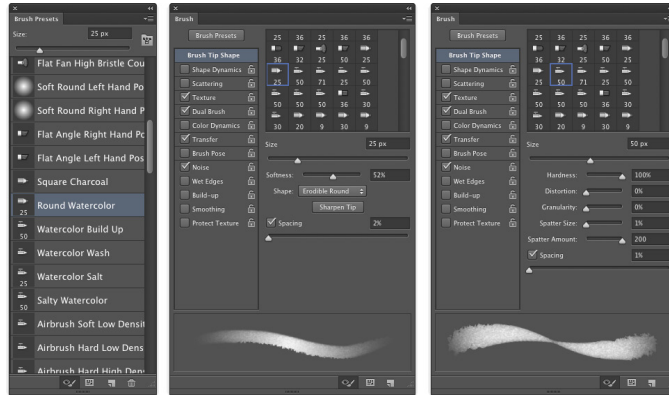 Brush Presets
Size: 25 px
Flat Fan High Bristle Cou
Soft Round Left Hand Po
Soft Round Right Hand P
Flat Angle Right Hand Po
Flat Angle Left Hand Pos
Square Charcoal
Round Watercolor
25
Watercolor Build Up
50
Watercolor Wash
Watercolor Salt
25
Salty Watercolor
50
Airbrush Soft Low Densit
Airbrush Hard Low Dens
Airbrush Hard High Dens
Brush
Brush Presets
Brush Tip Shape
Shape Dynamics
Scattering
Texture
Dual Brush
Color Dynamics
Transfer
Brush Pose
Noise
Wet Edges
Build-up
Smoothing
Protect Texture
25 36 25 36 36
36 32 25 50 25
25 50 71 25 50
50 50 50 36 30
30 20 9 30 9
Size 25 px
Softness: 52%
Shape: Erodible Round
Sharpen Tip
Spacing 2%
Brush
Brush Presets
Brush Tip Shape
Shape Dynamics
Scattering
Texture
Dual Brush
Color Dynamics
Transfer
Brush Pose
Noise
Wet Edges
Build-up
Smoothing
Protect Texture
25 36 25 36 36
36 32 25 50 25
25 50 71 25 50
50 50 50 36 30
30 20 9 30 9
Size 50 px
Hardness: 100%
Distortion: 0%
Granularity: 0%
Spatter Size: 1%
Spatter Amount: 200
Spacing 1%